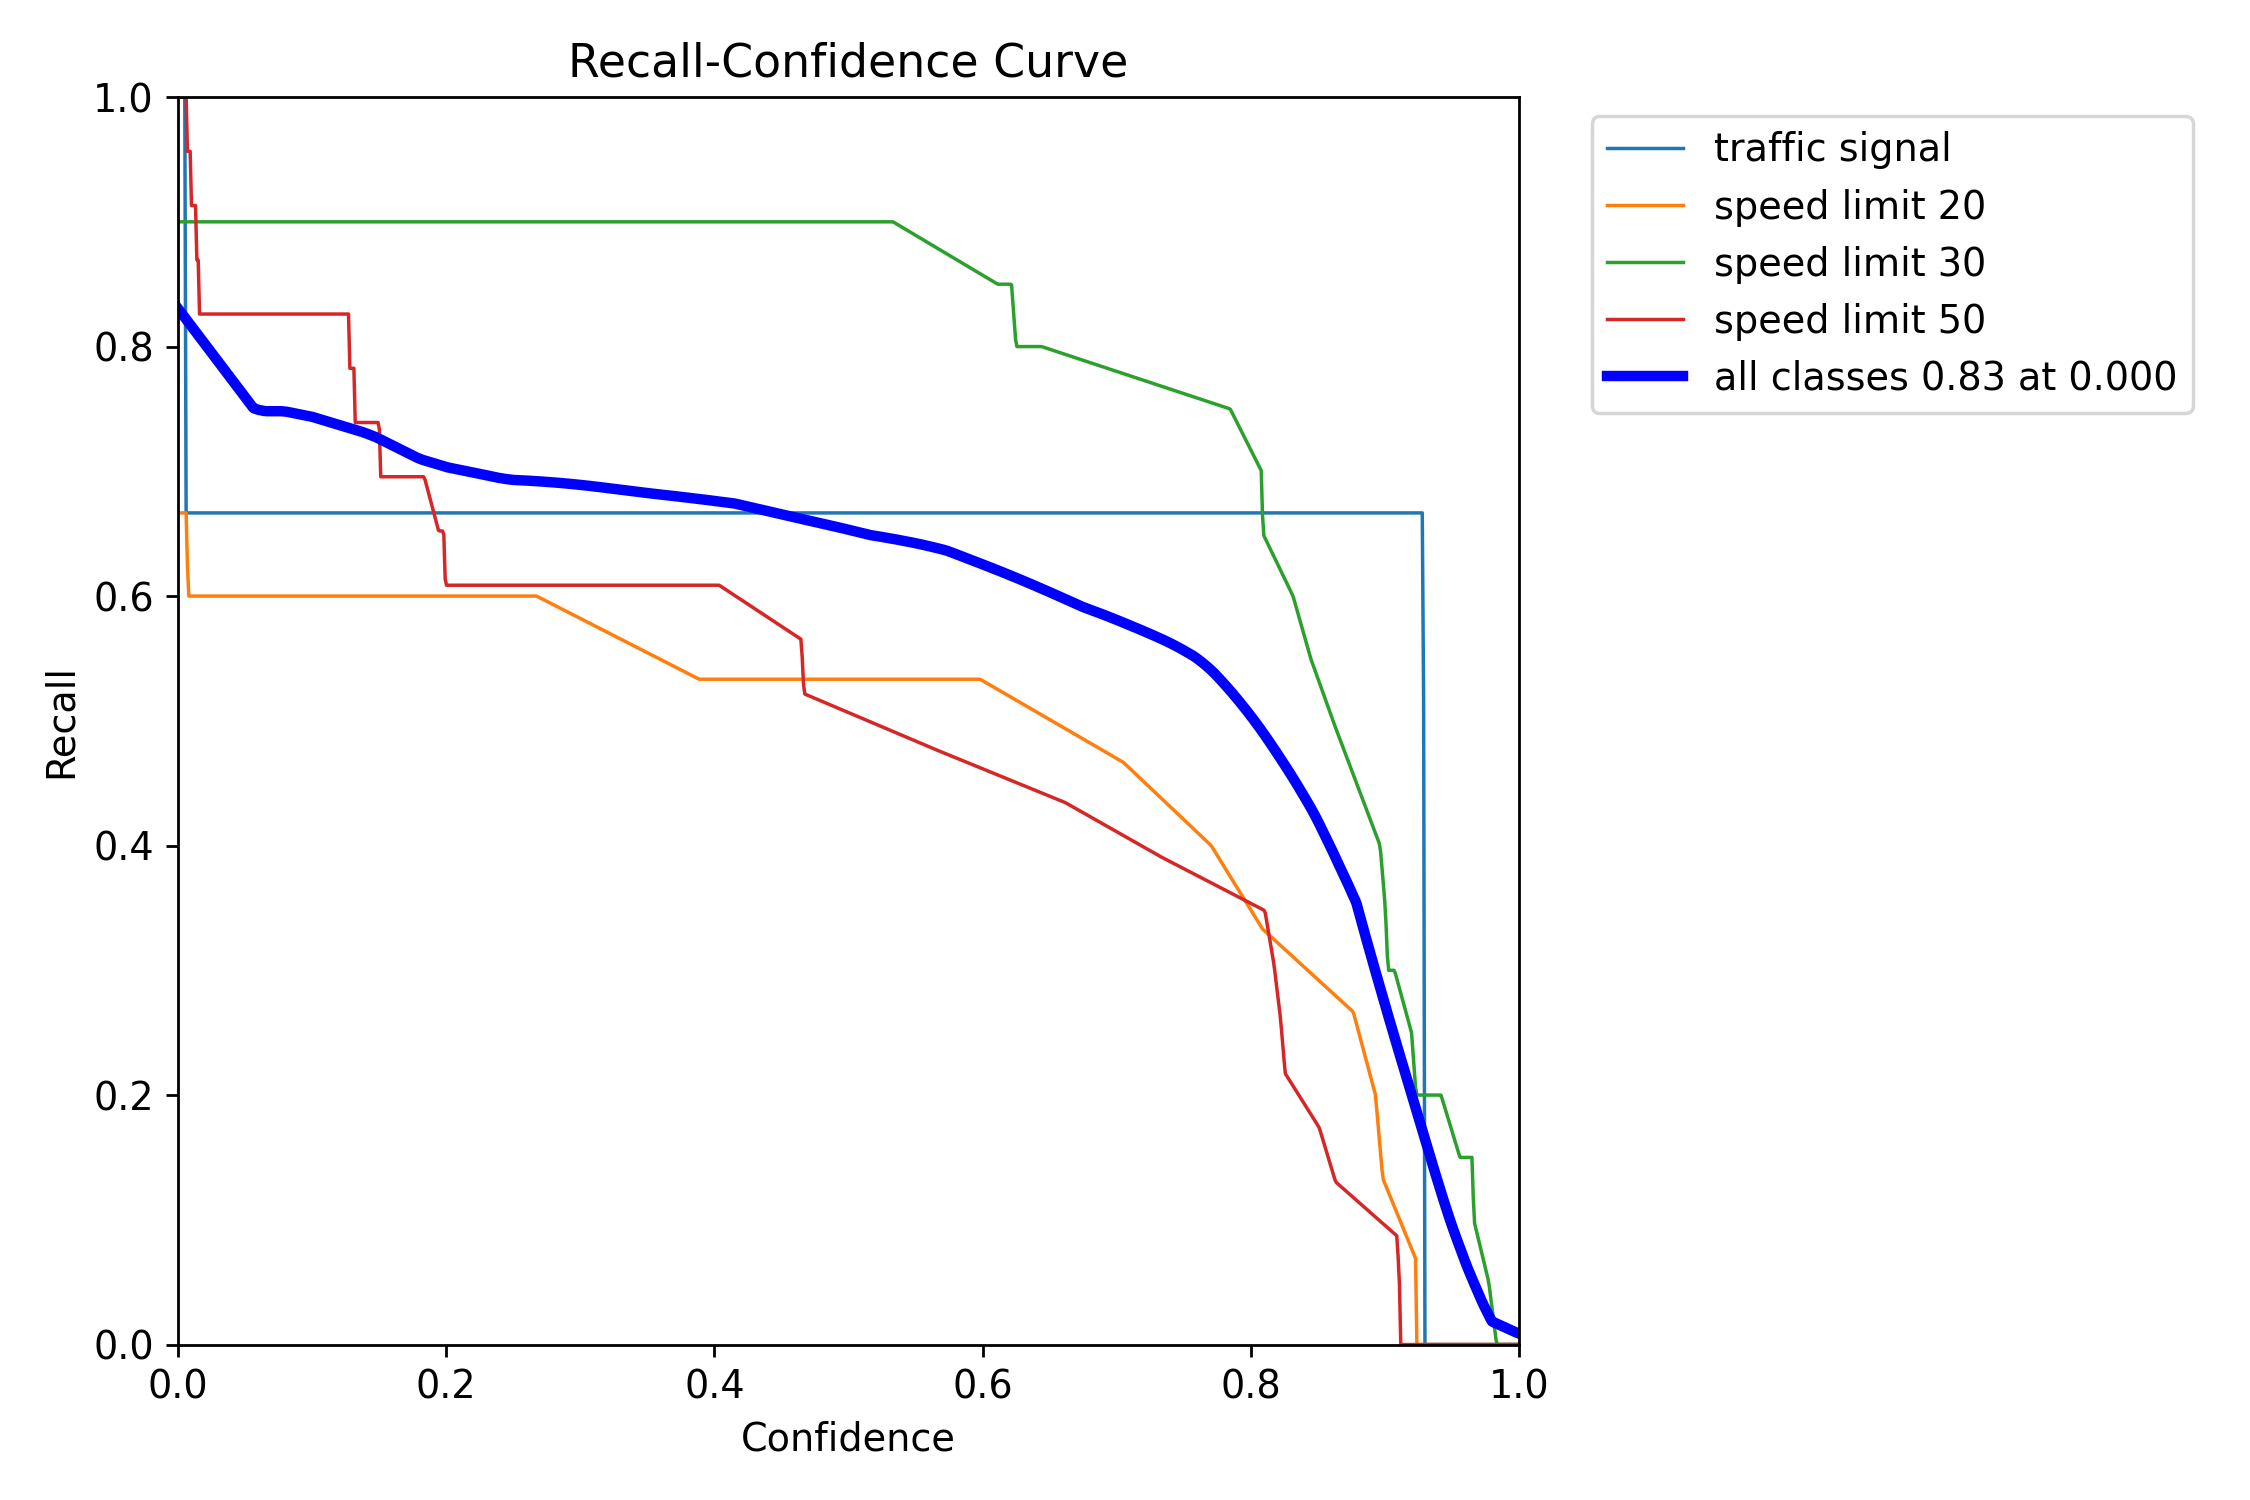 Recall-Confidence Curve
1.0
0.8
0.6
0.4
0.2
0.0
Recall
0.0 0.2 0.4 0.6 0.8 1.0
Confidence
traffic signal
speed limit 20
speed limit 30
speed limit 50
all classes 0.83 at 0.000